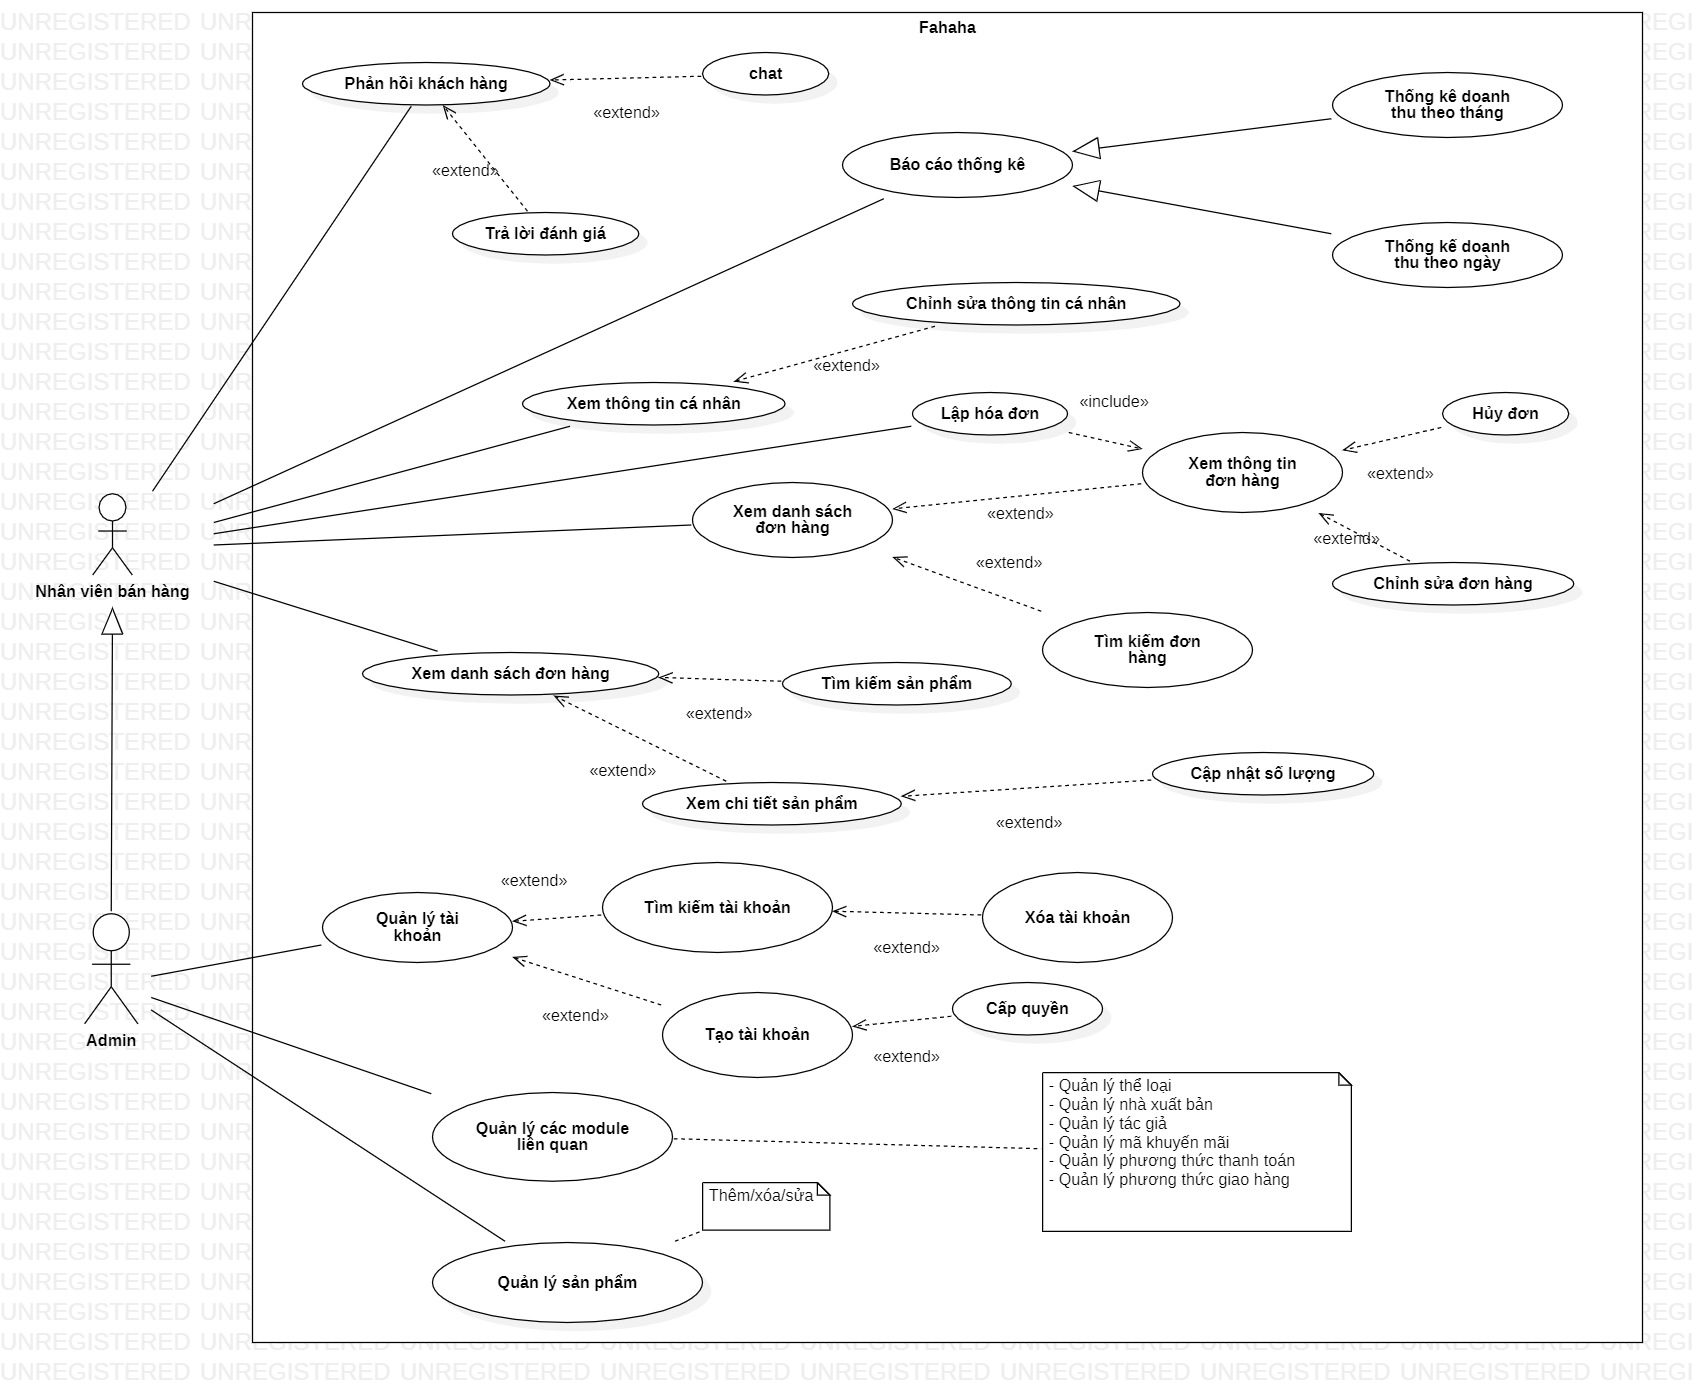 Fahaha
Phản hồi khách hàng
chat
«extend»
«extend»
Trả lời đánh giá
Báo cáo thống kê
Thống kê doanh
thu theo tháng
Thống kế doanh
thu theo ngày
Chỉnh sửa thông tin cá nhân
«extend»
Xem thông tin cá nhân
Lập hóa đơn
«include»
Hủy đơn
Xem thông tin
đơn hàng
«extend»
Xem danh sách
đơn hàng
«extend»
«extend»
«extend»
Chỉnh sửa đơn hàng
Tìm kiếm đơn
hàng
Nhân viên bán hàng
Xem danh sách đơn hàng
Tìm kiếm sản phẩm
«extend»
«extend»
Xem chi tiết sản phẩm
Cập nhật số lượng
«extend»
Quản lý tài
khoản
«extend»
Tìm kiếm tài khoản
Xóa tài khoản
«extend»
«extend»
Tạo tài khoản
Cấp quyền
«extend»
Admin
Quản lý các module
liên quan
- Quản lý thể loại
- Quản lý nhà xuất bản
- Quản lý tác giả
- Quản lý mã khuyến mãi
- Quản lý phương thức thanh toán
- Quản lý phương thức giao hàng
Thêm/xóa/sửa
Quản lý sản phẩm
UNREGISTERED UNREGISTERED UNREGISTERED UNREGISTERED UNREGISTERED UNREGISTERED UNREGISTERED UNREGISTERED